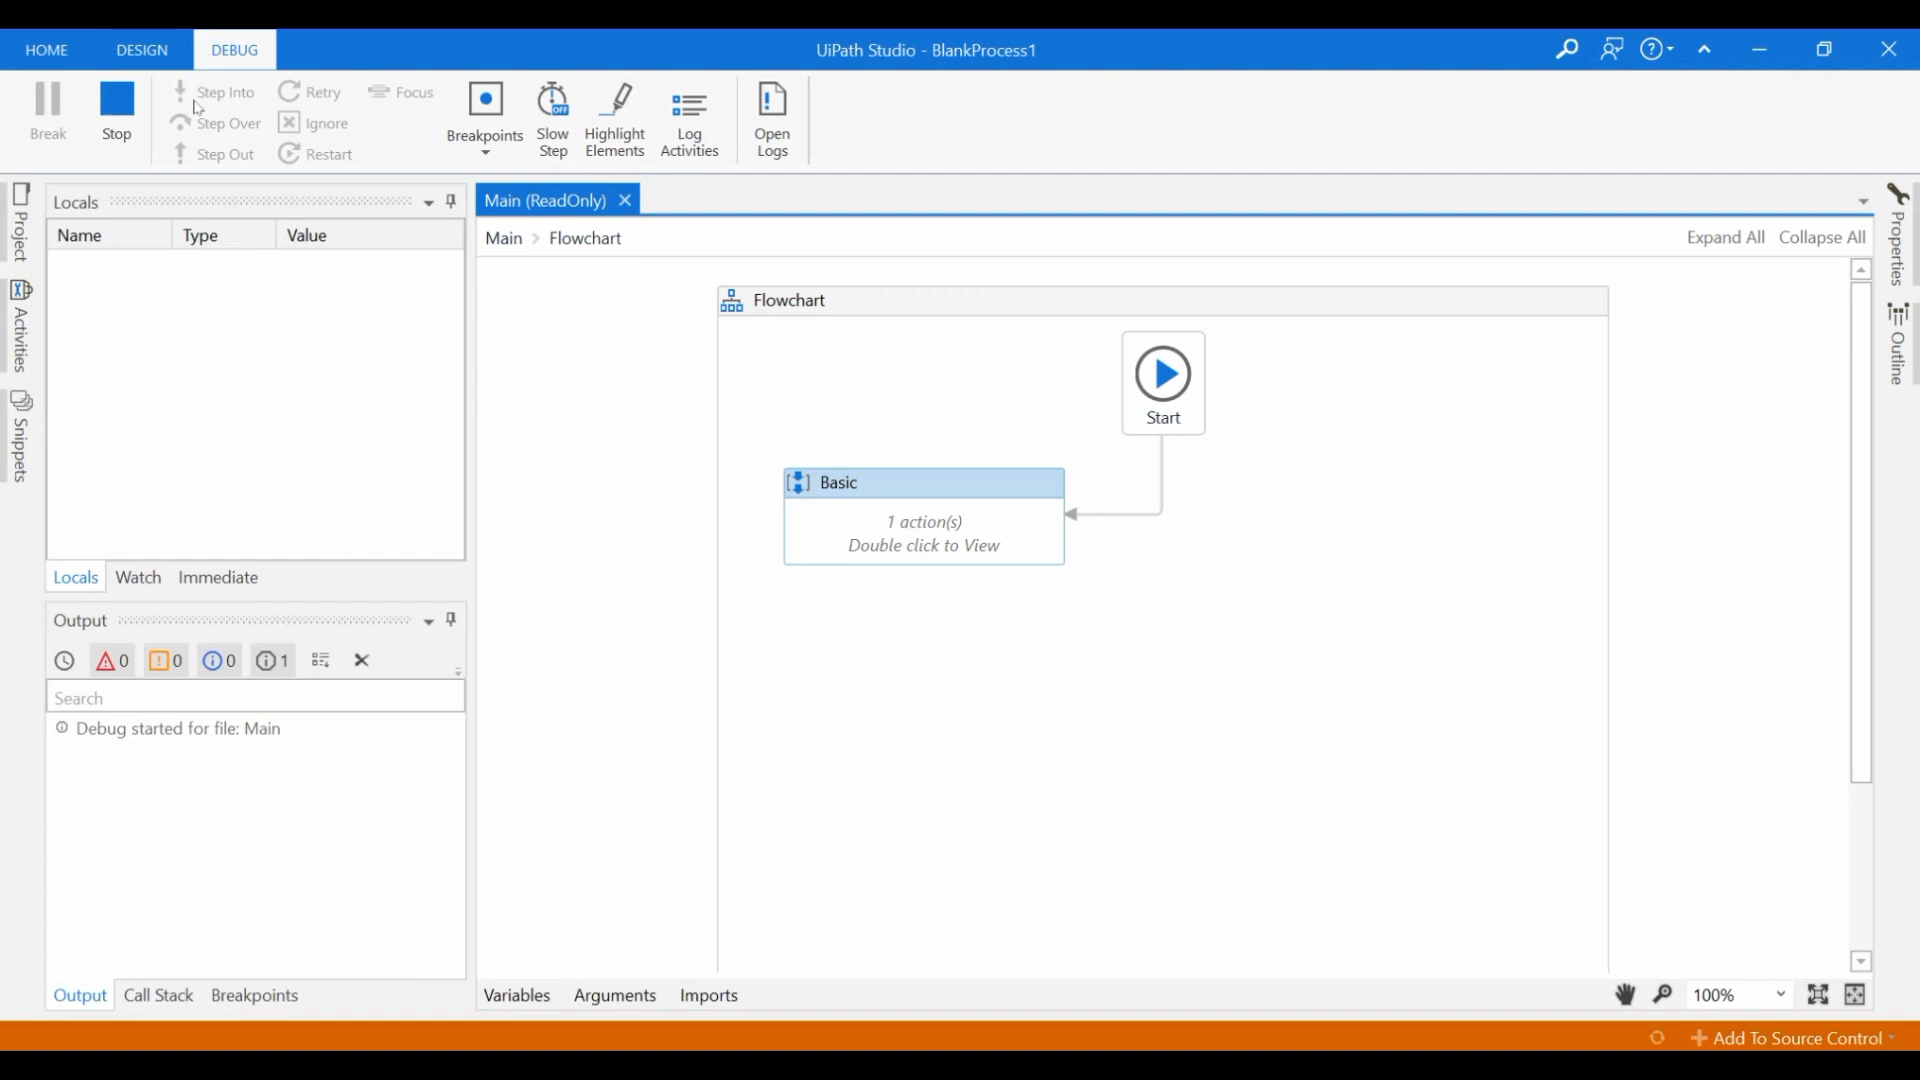 HOME DESIGN DEBUG UiPath Studio - BlankProcess1
Break Stop Step Into Retry Focus Breakpoints Slow Step Highlight Elements Log Activities Open Logs
Step Over Ignore
Step Out Restart
Project
Activities
Snippets
Locals
Name Type Value
Locals Watch Immediate
Output
0 0 0 1
Search
Debug started for file: Main
Output Call Stack Breakpoints
Main (ReadOnly)
Main > Flowchart Expand All Collapse All
Flowchart
Start
Basic
1 action(s)
Double click to View
Variables Arguments Imports 100%
Properties
Outline
Add To Source Control